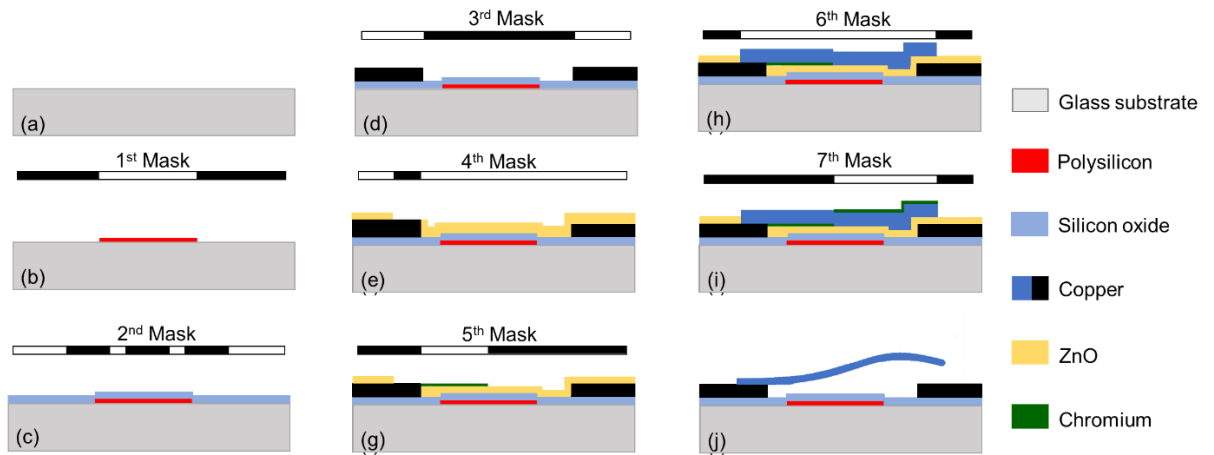 (a)
1st Mask
(b)
2nd Mask
(c)
3rd Mask
(d)
4th Mask
(e)
5th Mask
(g)
6th Mask
(h)
7th Mask
(i)
(j)
Glass substrate
Polysilicon
Silicon oxide
Copper
ZnO
Chromium